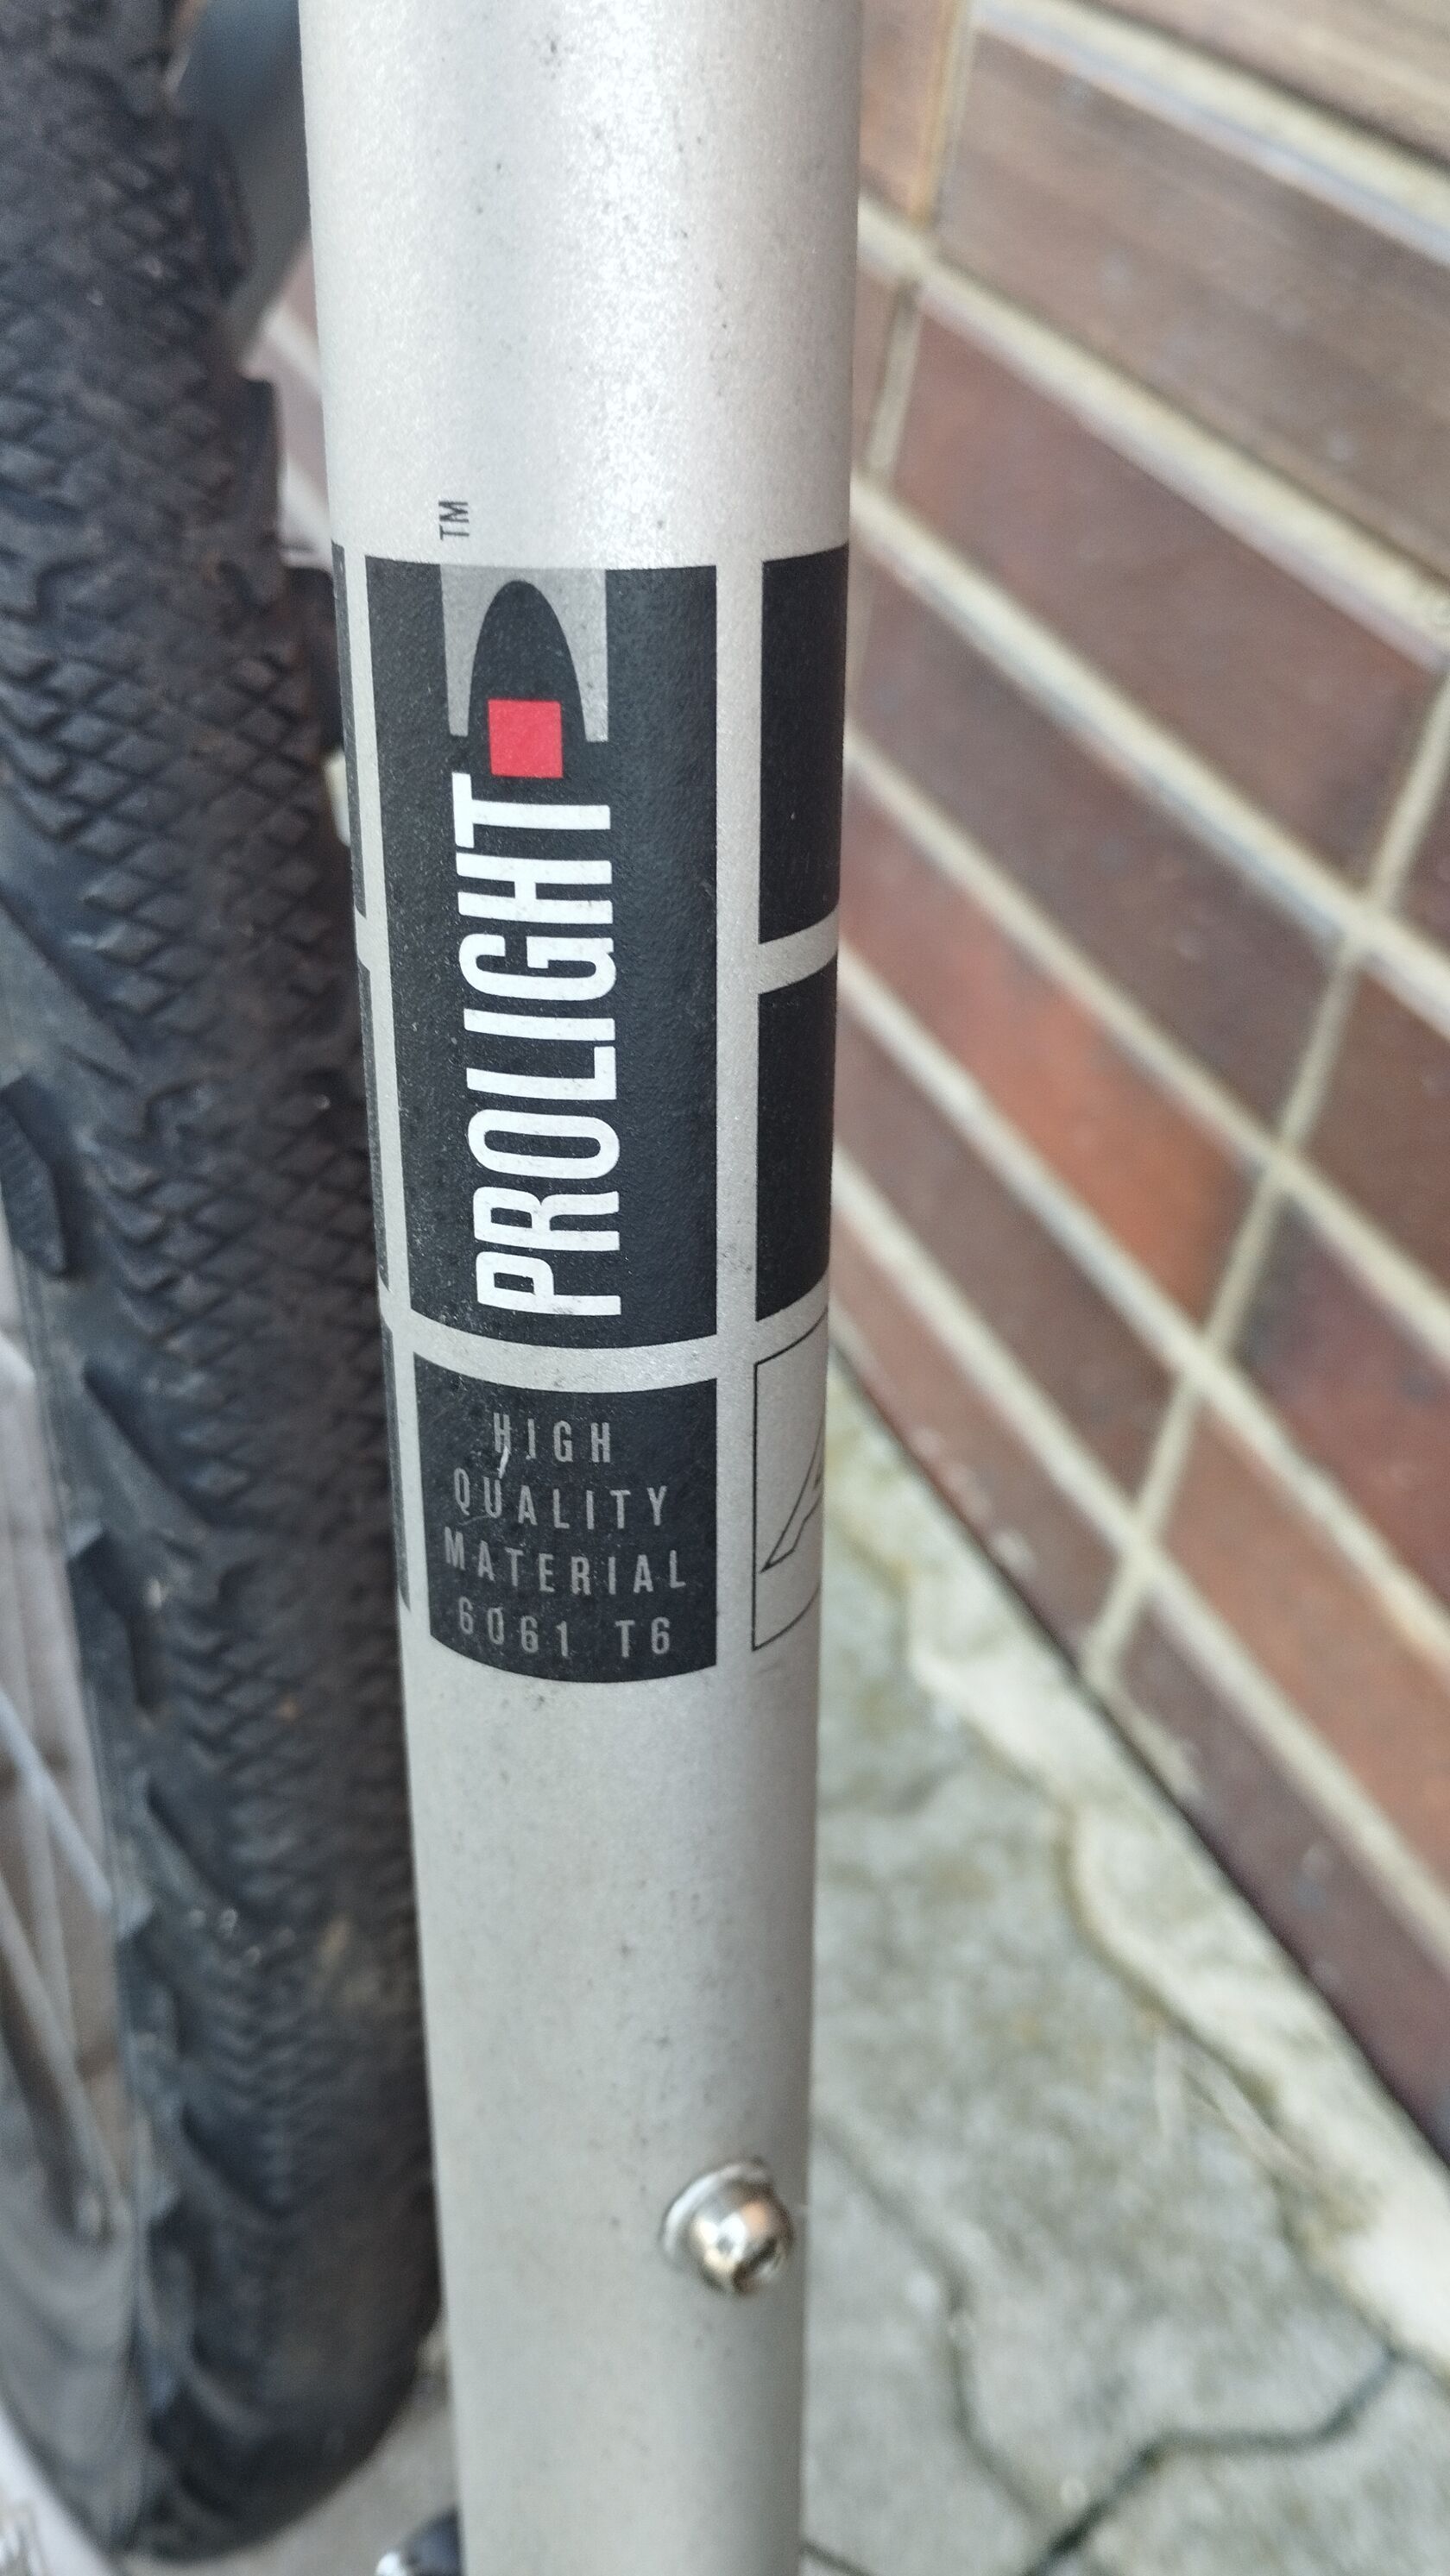 PROLIGHT
TM
HIGH
QUALITY
MATERIAL
6061 T6